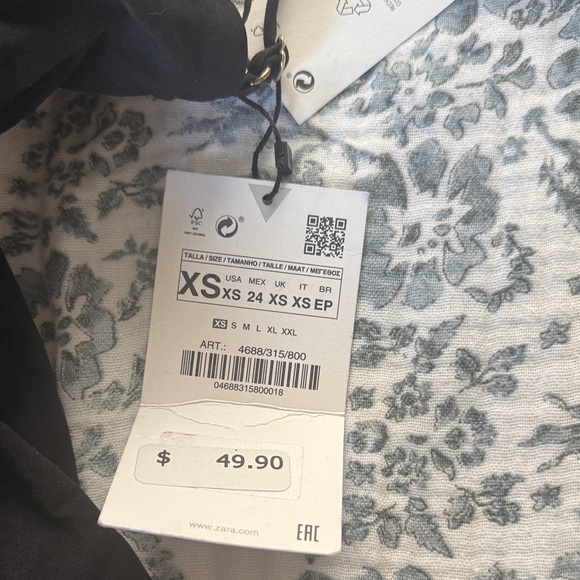 FSC
TALLA / SIZE / TAMANHO / TAILLE / MAAT / ΜΕΓΕΘΟΣ
XS
USA MEX UK IT BR
XS 24 XS XS EP
XS S M L XL XXL
ART.: 4688/315/800
04688315800018
$ 49.90
www.zara.com
EAC